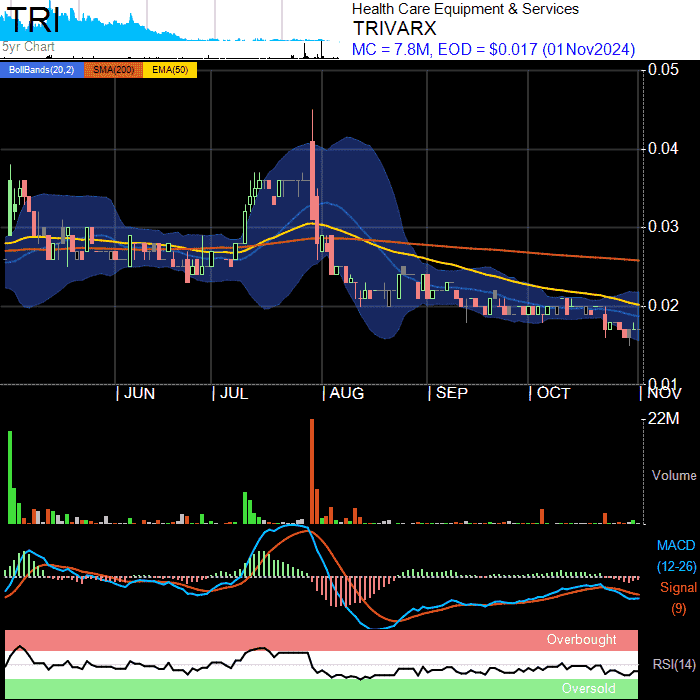 TRI
5yr Chart
Health Care Equipment & Services
TRIVARX
MC = 7.8M, EOD = $0.017 (01Nov2024)
BollBands(20,2) SMA(200) EMA(50)
0.05
0.04
0.03
0.02
0.01
JUN JUL AUG SEP OCT NOV
22M
Volume
MACD
(12-26)
Signal
(9)
Overbought
RSI(14)
Oversold